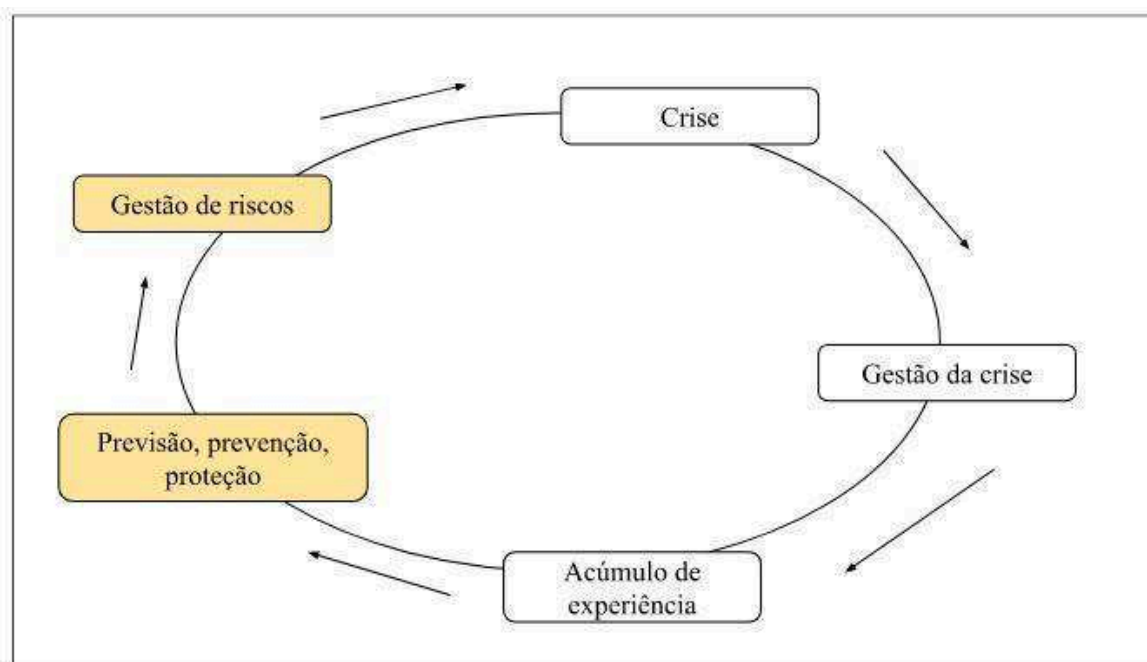 Crise
Gestão de riscos
Gestão da crise
Previsão, prevenção,
proteção
Acúmulo de
experiência